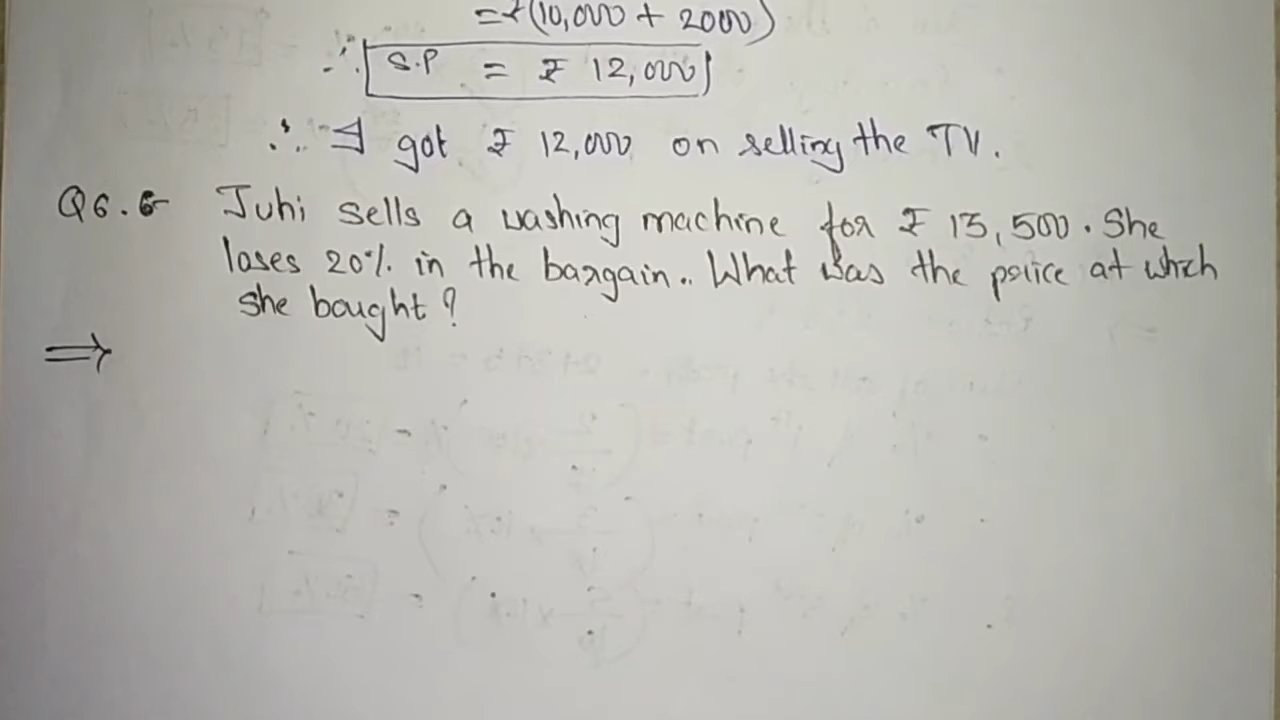 =₹(10,000 + 2000)
∴ S.P = ₹ 12,000
∴ I got ₹ 12,000 on selling the TV.
Q6. Juhi sells a washing machine for ₹ 13,500. She
loses 20% in the bargain.. What was the price at which
she bought?
⇒